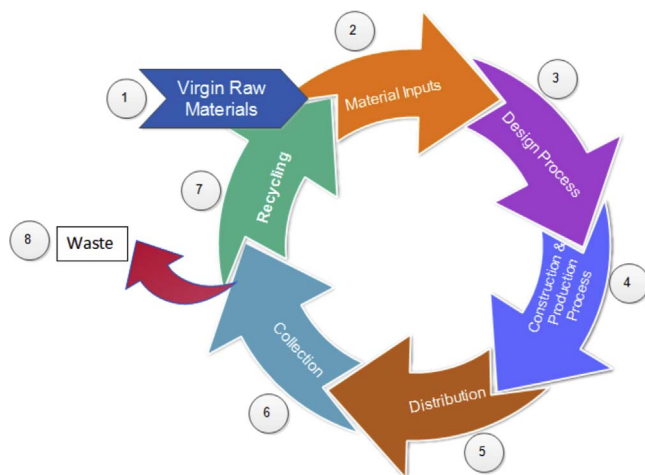 1
Virgin Raw
Materials
2
Material Inputs
3
Design Process
4
Construction &
Production
Process
5
Distribution
6
Collection
7
Recycling
8
Waste